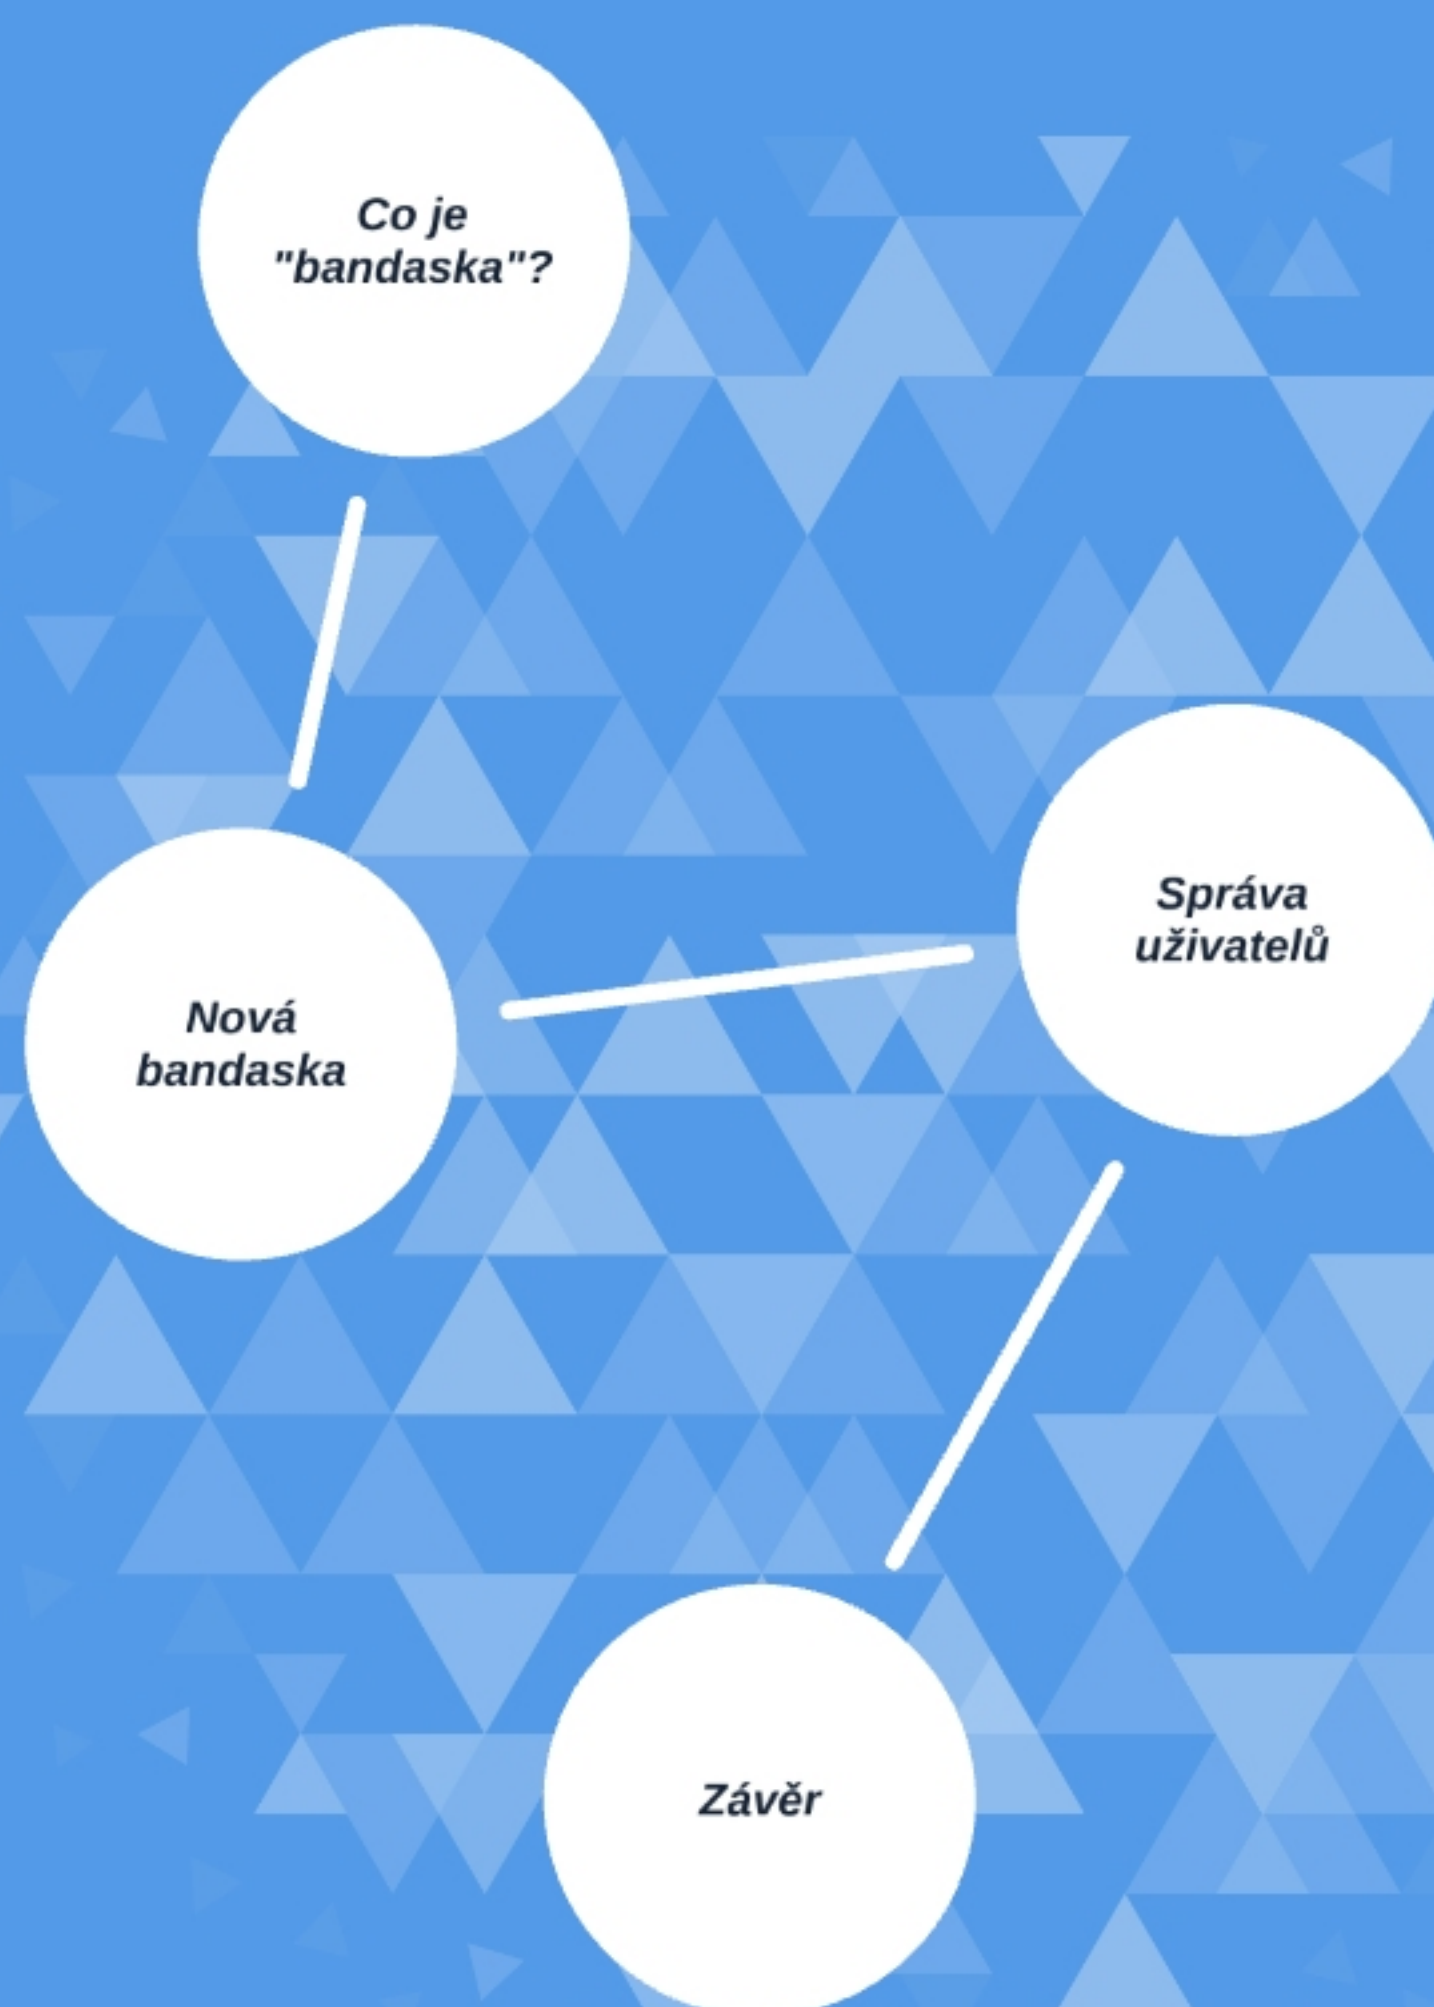 Co je
"bandaska"?
Nová
bandaska
Správa
uživatelů
Závěr